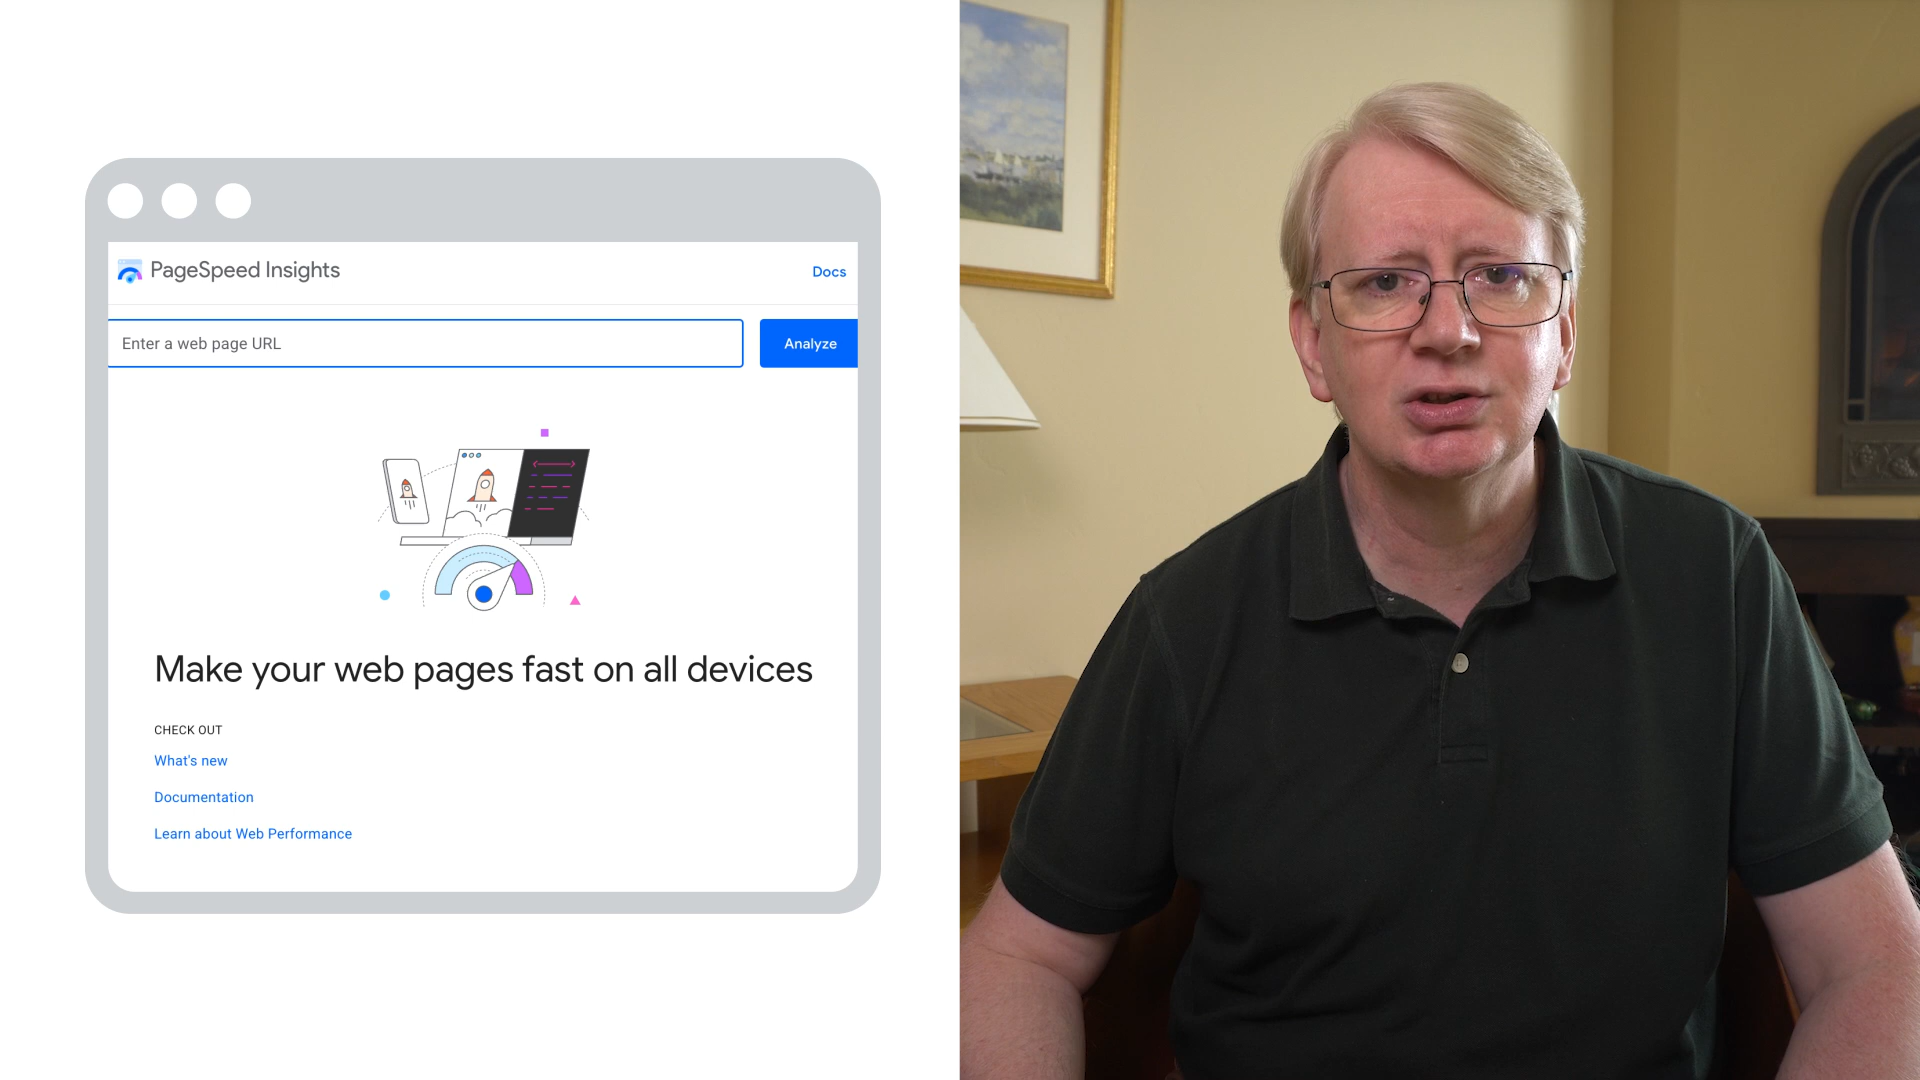 PageSpeed Insights
Docs
Enter a web page URL
Analyze
Make your web pages fast on all devices
CHECK OUT
What's new
Documentation
Learn about Web Performance